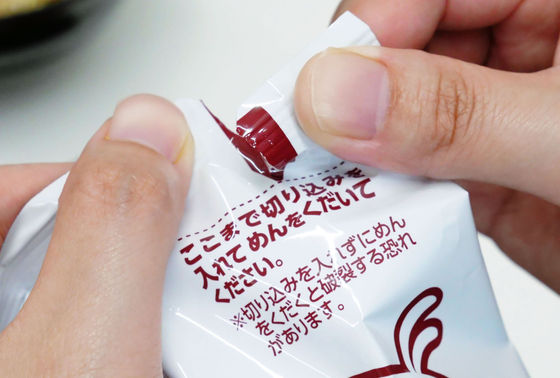 ここまで切り込みを
入れてめんをくだいて
ください。
※切り込みを入れずにめん
をくだくと破裂する恐れ
があります。